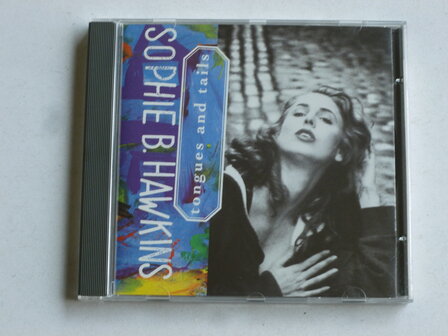 SOPHIE B. HAWKINS
tongues and tails